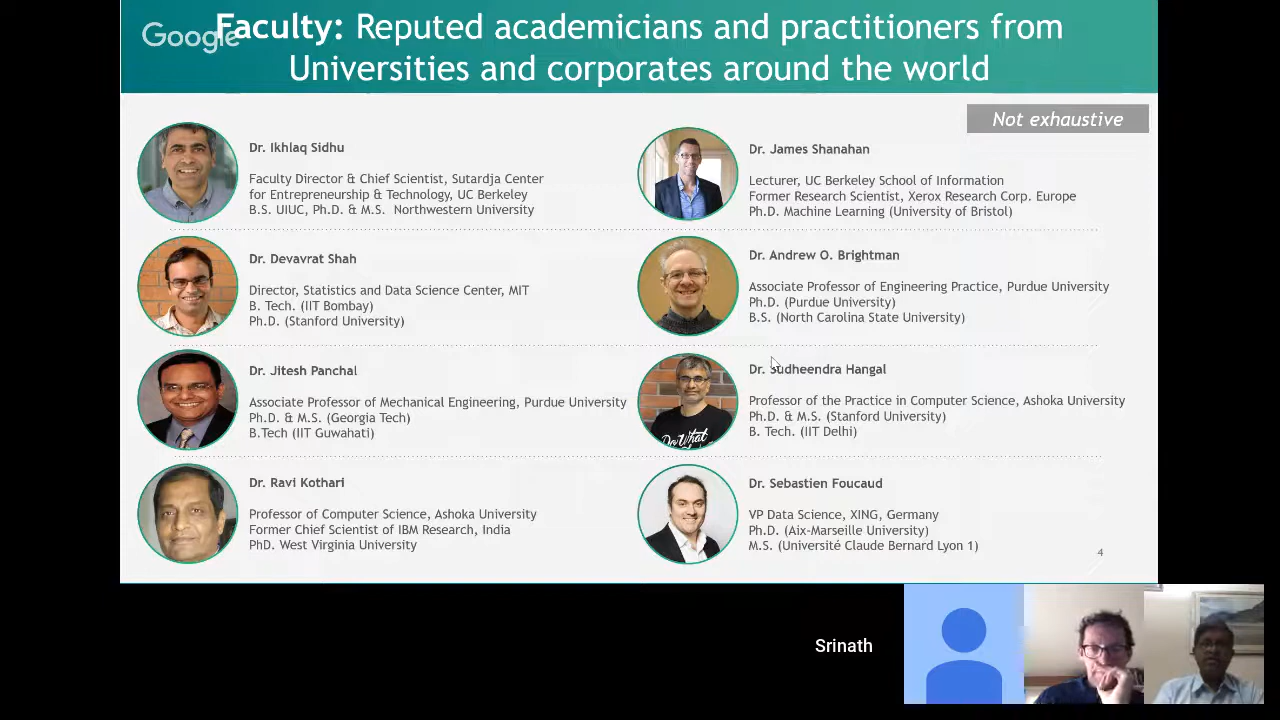 Google
Faculty: Reputed academicians and practitioners from
Universities and corporates around the world
Not exhaustive
Dr. Ikhlaq Sidhu
Faculty Director & Chief Scientist, Sutardja Center
for Entrepreneurship & Technology, UC Berkeley
B.S. UIUC, Ph.D. & M.S. Northwestern University
Dr. James Shanahan
Lecturer, UC Berkeley School of Information
Former Research Scientist, Xerox Research Corp. Europe
Ph.D. Machine Learning (University of Bristol)
Dr. Devavrat Shah
Director, Statistics and Data Science Center, MIT
B. Tech. (IIT Bombay)
Ph.D. (Stanford University)
Dr. Andrew O. Brightman
Associate Professor of Engineering Practice, Purdue University
Ph.D. (Purdue University)
B.S. (North Carolina State University)
Dr. Jitesh Panchal
Associate Professor of Mechanical Engineering, Purdue University
Ph.D. & M.S. (Georgia Tech)
B.Tech (IIT Guwahati)
Dr. Sudheendra Hangal
Professor of the Practice in Computer Science, Ashoka University
Ph.D. & M.S. (Stanford University)
B. Tech. (IIT Delhi)
Do What
Dr. Ravi Kothari
Professor of Computer Science, Ashoka University
Former Chief Scientist of IBM Research, India
PhD. West Virginia University
Dr. Sebastien Foucaud
VP Data Science, XING, Germany
Ph.D. (Aix-Marseille University)
M.S. (Université Claude Bernard Lyon 1)
4
Srinath